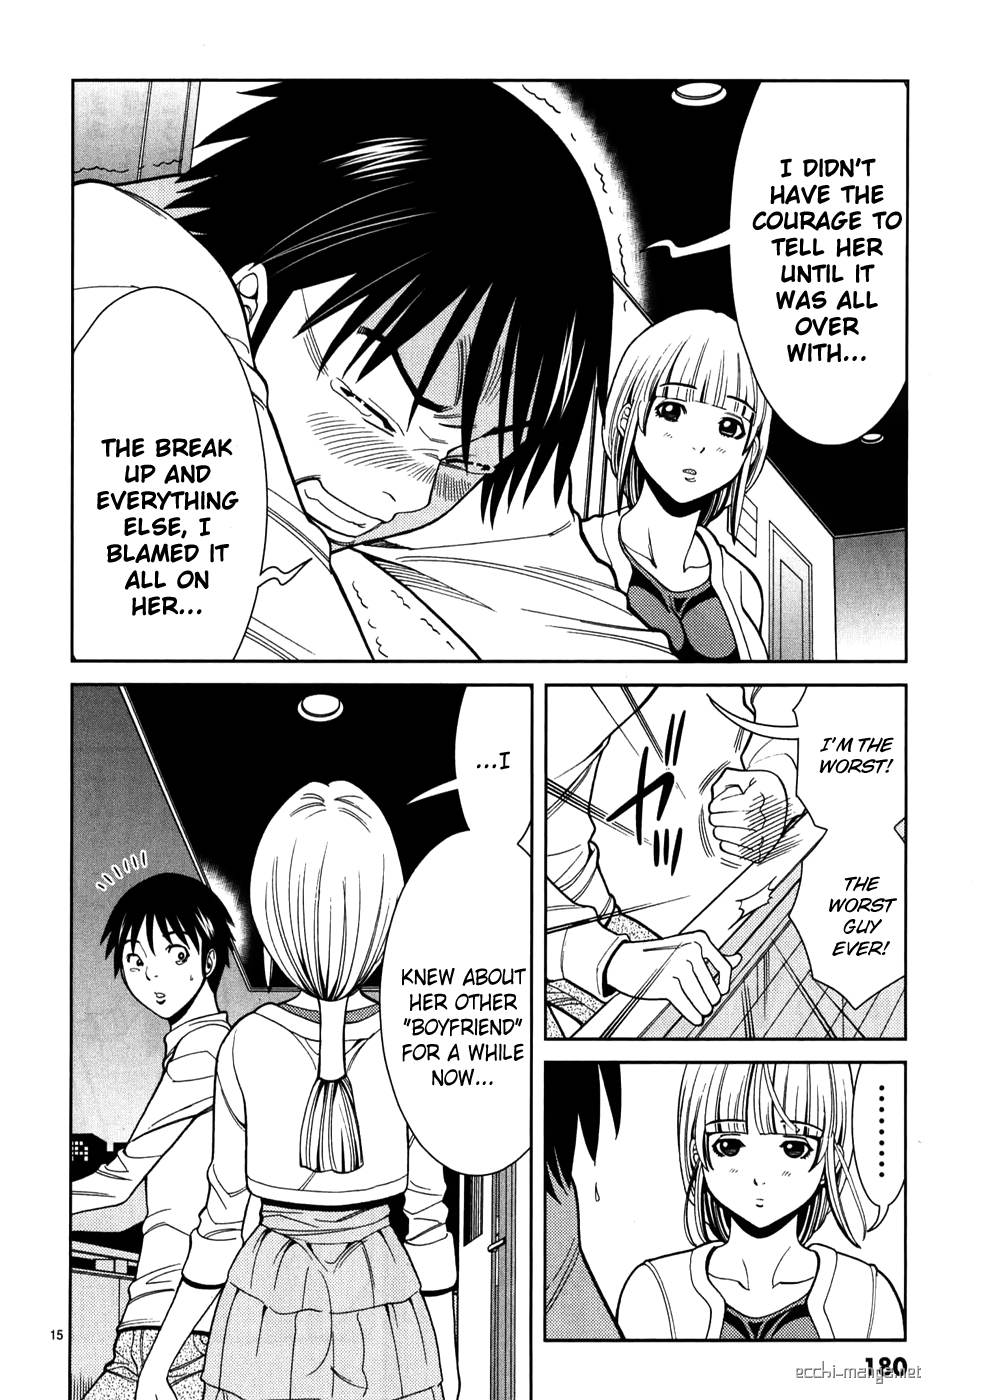 I DIDN'T
HAVE THE
COURAGE TO
TELL HER
UNTIL IT
WAS ALL
OVER
WITH...
THE BREAK
UP AND
EVERYTHING
ELSE, I
BLAMED IT
ALL ON
HER...
I'M THE
WORST!
ドン
THE
WORST
GUY
EVER!
........
...I
KNEW ABOUT
HER OTHER
"BOYFRIEND"
FOR A WHILE
NOW...
15
180
ecchi-manga.net